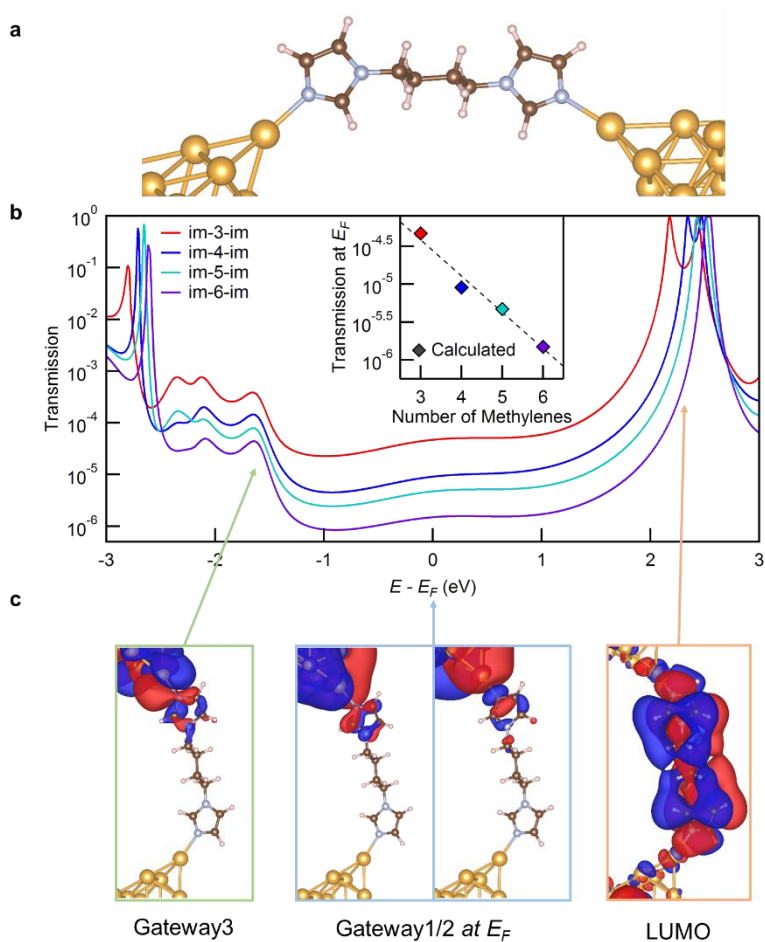 a
b
10^0
10^-1
10^-2
10^-3
10^-4
10^-5
10^-6
Transmission
im-3-im
im-4-im
im-5-im
im-6-im
Transmission at E_F
10^-4.5
10^-5
10^-5.5
10^-6
Calculated
3 4 5 6
Number of Methylenes
-3 -2 -1 0 1 2 3
E - E_F (eV)
c
Gateway3
Gateway1/2 at E_F
LUMO